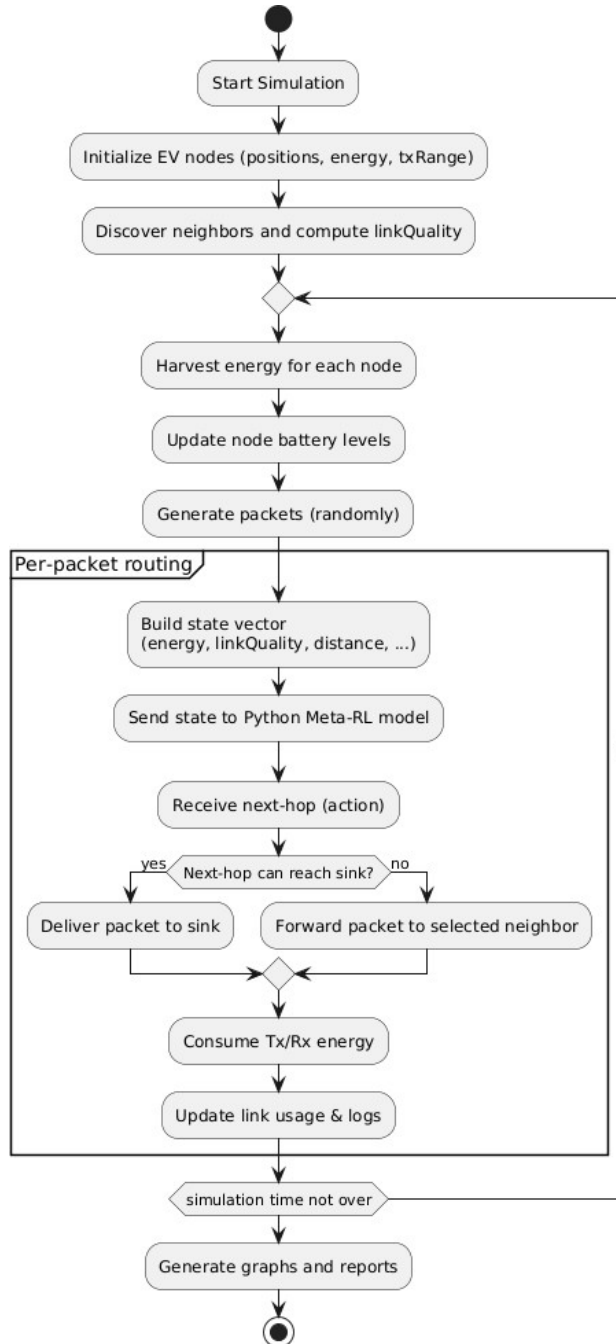 Start Simulation
Initialize EV nodes (positions, energy, txRange)
Discover neighbors and compute linkQuality
Harvest energy for each node
Update node battery levels
Generate packets (randomly)
Per-packet routing
Build state vector
(energy, linkQuality, distance, ...)
Send state to Python Meta-RL model
Receive next-hop (action)
yes
Next-hop can reach sink?
no
Deliver packet to sink
Forward packet to selected neighbor
Consume Tx/Rx energy
Update link usage & logs
simulation time not over
Generate graphs and reports